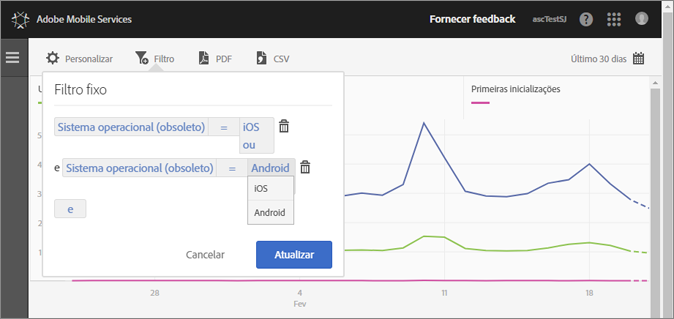 Adobe Mobile Services
Fornecer feedback
ascTestSJ
?
Personalizar
Filtro
PDF
CSV
Último 30 dias
Filtro fixo
Primeiras inicializações
Sistema operacional (obsoleto) = iOS
ou
e Sistema operacional (obsoleto) = Android
iOS
Android
e
Cancelar
Atualizar
28
4
11
18
Fev